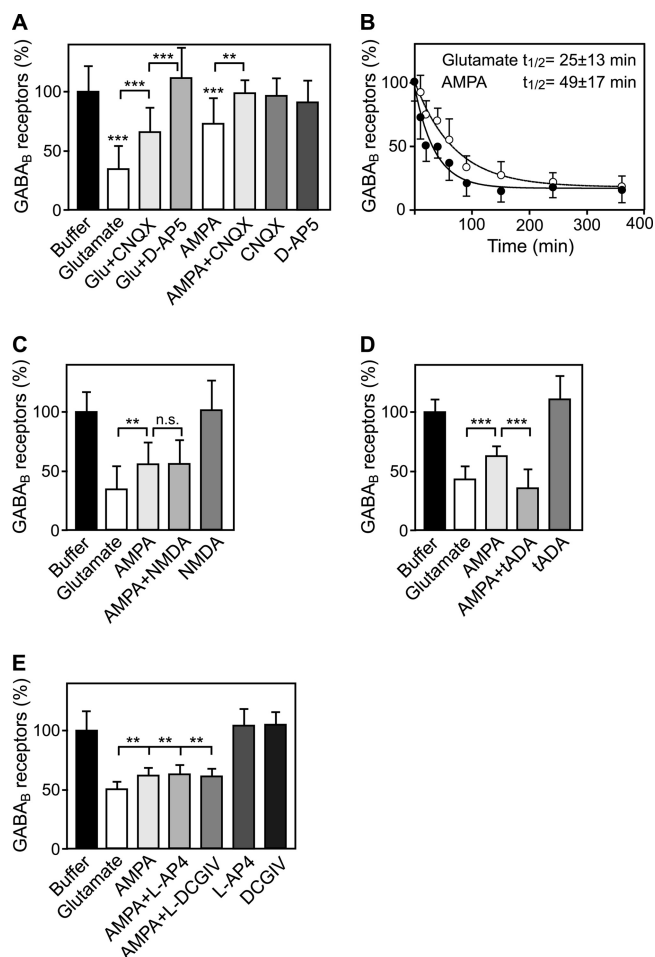 A
GABAB receptors (%)
100
50
0
***
***
***
***
**
Buffer
Glutamate
Glu+CNQX
Glu+D-AP5
AMPA
AMPA+CNQX
CNQX
D-AP5
B
GABAB receptors (%)
Glutamate t1/2= 25±13 min
AMPA t1/2= 49±17 min
100
50
0
0 100 200 300 400
Time (min)
C
GABAB receptors (%)
100
50
0
**
n.s.
Buffer
Glutamate
AMPA
AMPA+NMDA
NMDA
D
GABAB receptors (%)
100
50
0
***
***
Buffer
Glutamate
AMPA
AMPA+tADA
tADA
E
GABAB receptors (%)
100
50
0
** ** **
Buffer
Glutamate
AMPA
AMPA+L-AP4
AMPA+L-DCGIV
L-AP4
DCGIV